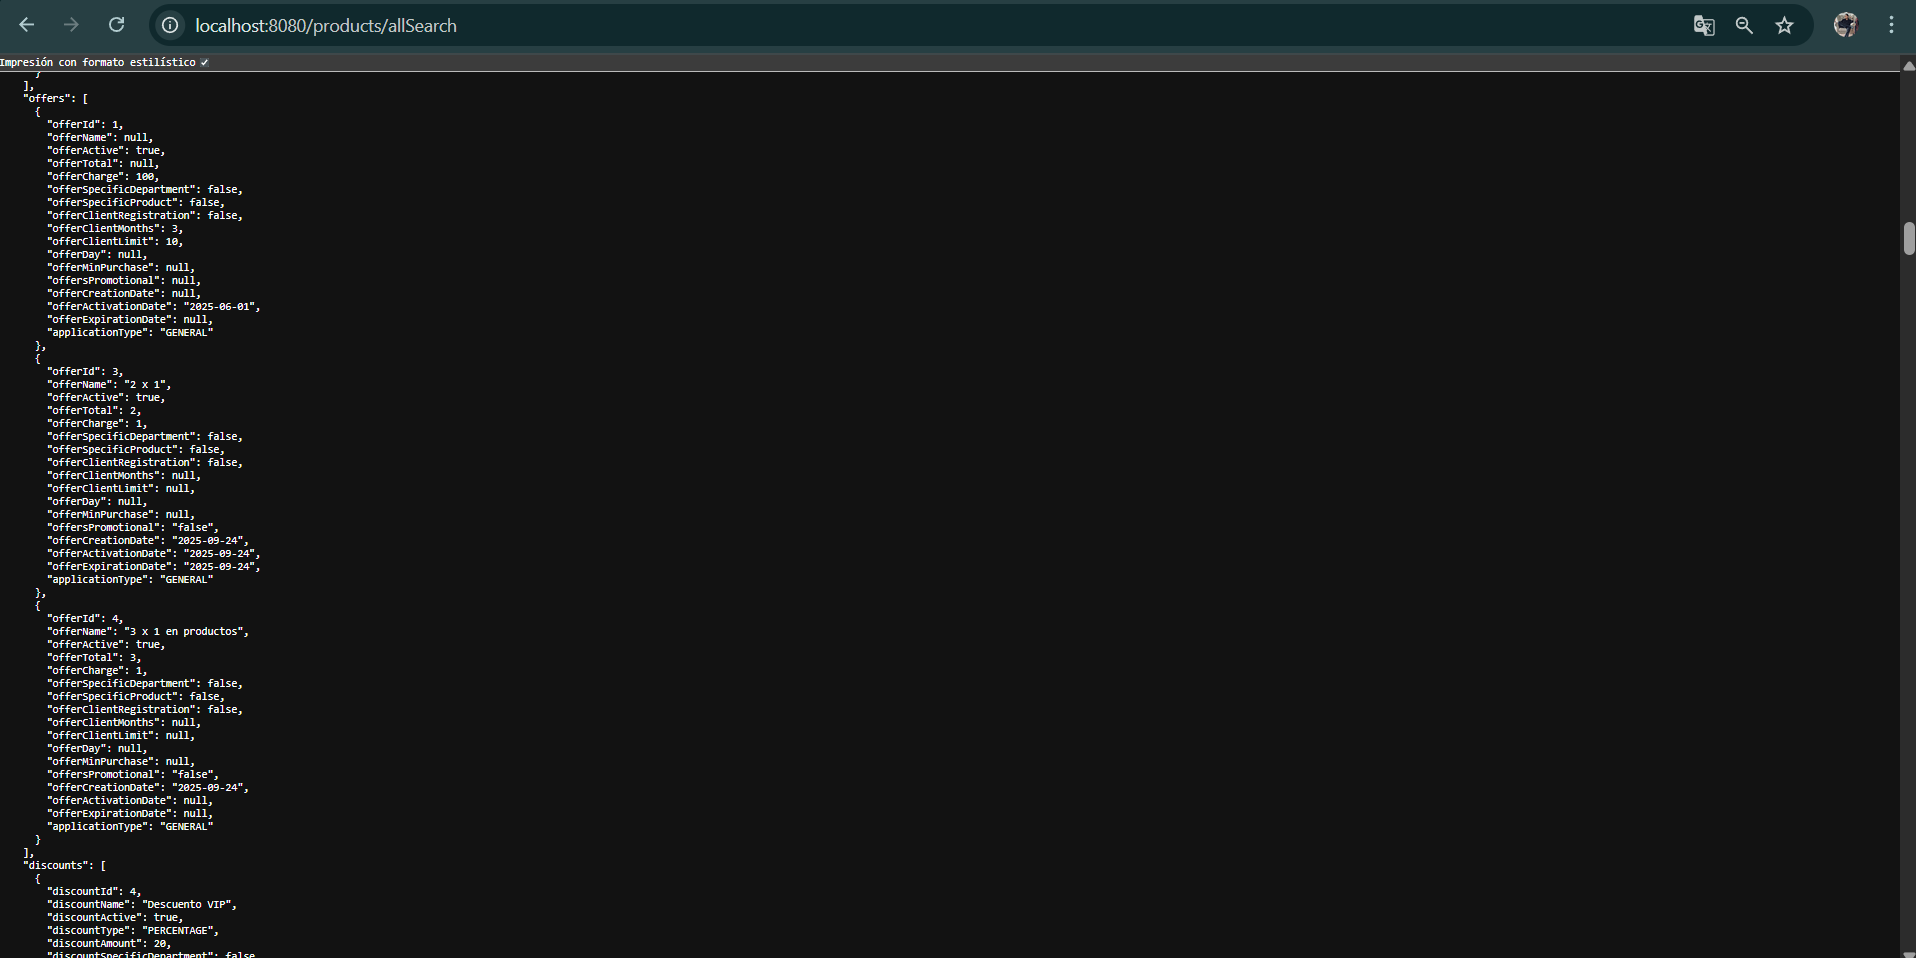 localhost:8080/products/allSearch
Impresión con formato estilístico
}
],
"offers": [
{
"offerId": 1,
"offerName": null,
"offerActive": true,
"offerTotal": null,
"offerCharge": 100,
"offerSpecificDepartment": false,
"offerSpecificProduct": false,
"offerClientRegistration": false,
"offerClientMonths": 3,
"offerClientLimit": 10,
"offerDay": null,
"offerMinPurchase": null,
"offersPromotional": null,
"offerCreationDate": null,
"offerActivationDate": "2025-06-01",
"offerExpirationDate": null,
"applicationType": "GENERAL"
},
{
"offerId": 3,
"offerName": "2 x 1",
"offerActive": true,
"offerTotal": 2,
"offerCharge": 1,
"offerSpecificDepartment": false,
"offerSpecificProduct": false,
"offerClientRegistration": false,
"offerClientMonths": null,
"offerClientLimit": null,
"offerDay": null,
"offerMinPurchase": null,
"offersPromotional": "false",
"offerCreationDate": "2025-09-24",
"offerActivationDate": "2025-09-24",
"offerExpirationDate": "2025-09-24",
"applicationType": "GENERAL"
},
{
"offerId": 4,
"offerName": "3 x 1 en productos",
"offerActive": true,
"offerTotal": 3,
"offerCharge": 1,
"offerSpecificDepartment": false,
"offerSpecificProduct": false,
"offerClientRegistration": false,
"offerClientMonths": null,
"offerClientLimit": null,
"offerDay": null,
"offerMinPurchase": null,
"offersPromotional": "false",
"offerCreationDate": "2025-09-24",
"offerActivationDate": null,
"offerExpirationDate": null,
"applicationType": "GENERAL"
}
],
"discounts": [
{
"discountId": 4,
"discountName": "Descuento VIP",
"discountActive": true,
"discountType": "PERCENTAGE",
"discountAmount": 20,
"discountSpecificDepartment": false